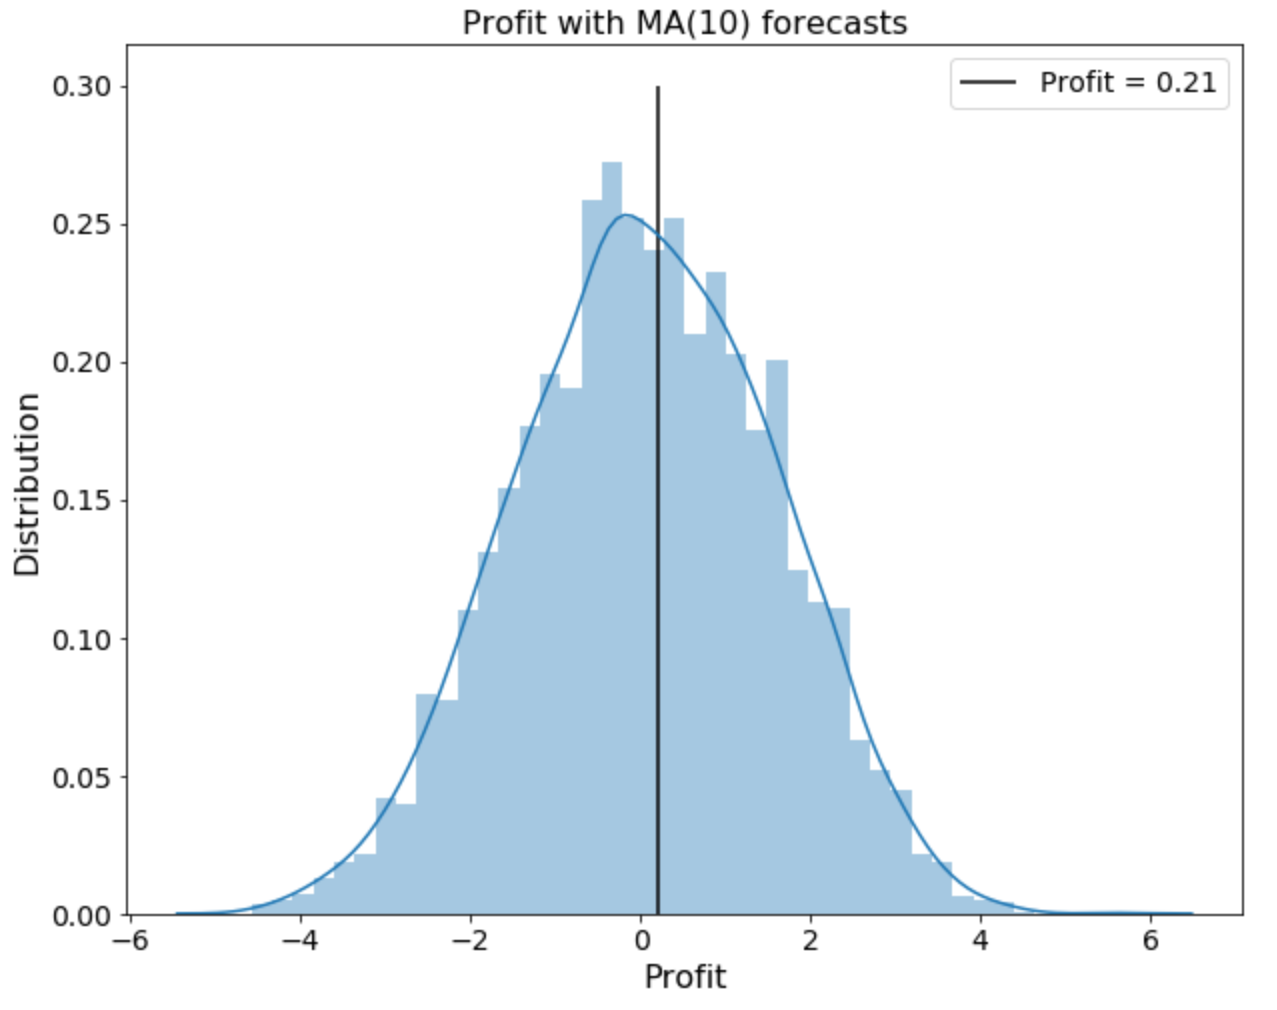 Profit with MA(10) forecasts
Profit = 0.21
0.30
0.25
0.20
0.15
0.10
0.05
0.00
Distribution
−6 −4 −2 0 2 4 6
Profit